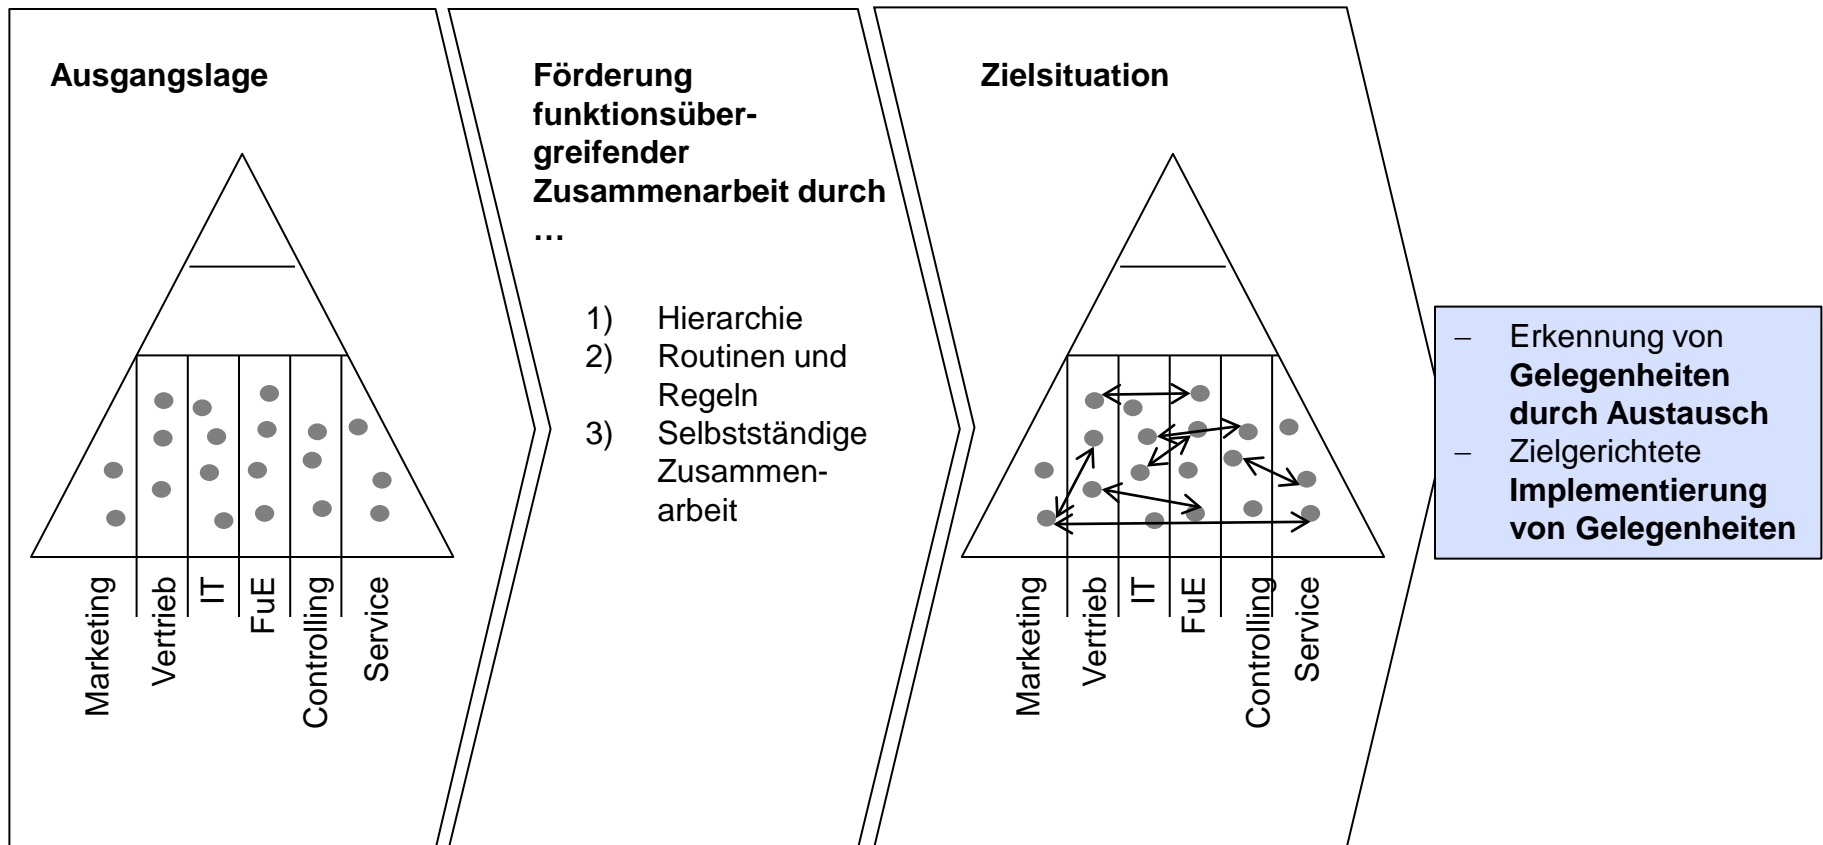 Ausgangslage
Marketing
Vertrieb
IT
FuE
Controlling
Service
Förderung
funktionsüber-
greifender
Zusammenarbeit durch
…
1) Hierarchie
2) Routinen und
Regeln
3) Selbstständige
Zusammen-
arbeit
Zielsituation
Marketing
Vertrieb
IT
FuE
Controlling
Service
– Erkennung von
Gelegenheiten
durch Austausch
– Zielgerichtete
Implementierung
von Gelegenheiten